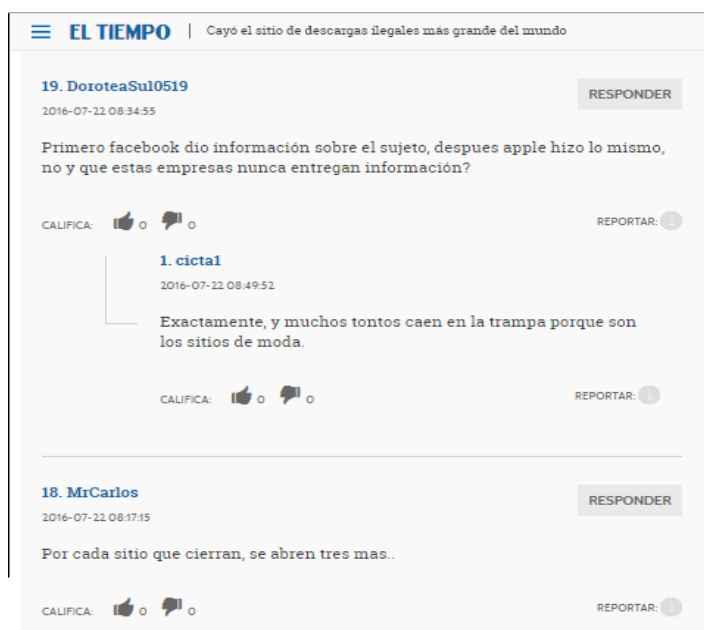 EL TIEMPO | Cayó el sitio de descargas ilegales más grande del mundo
19. DoroteaSul0519
RESPONDER
2016-07-22 08:34:55
Primero facebook dio información sobre el sujeto, despues apple hizo lo mismo,
no y que estas empresas nunca entregan información?
CALIFICA: 0 0 REPORTAR:
1. cicta1
2016-07-22 08:49:52
Exactamente, y muchos tontos caen en la trampa porque son
los sitios de moda.
CALIFICA: 0 0 REPORTAR:
18. MrCarlos
RESPONDER
2016-07-22 08:17:15
Por cada sitio que cierran, se abren tres mas..
CALIFICA: 0 0 REPORTAR: